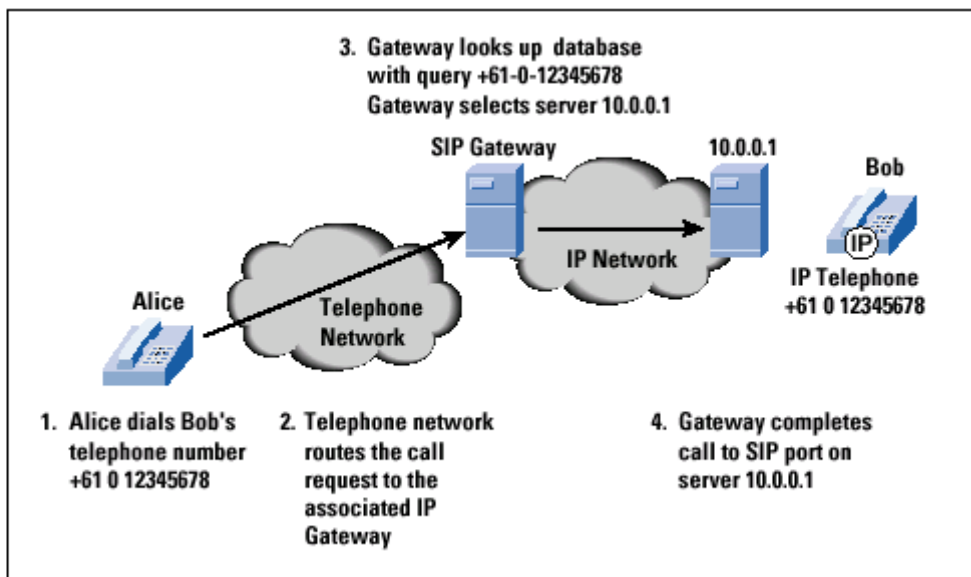 3. Gateway looks up database
with query +61-0-12345678
Gateway selects server 10.0.0.1
SIP Gateway
10.0.0.1
Bob
IP
IP Network
IP Telephone
+61 0 12345678
Alice
Telephone
Network
1. Alice dials Bob's
telephone number
+61 0 12345678
2. Telephone network
routes the call
request to the
associated IP
Gateway
4. Gateway completes
call to SIP port on
server 10.0.0.1